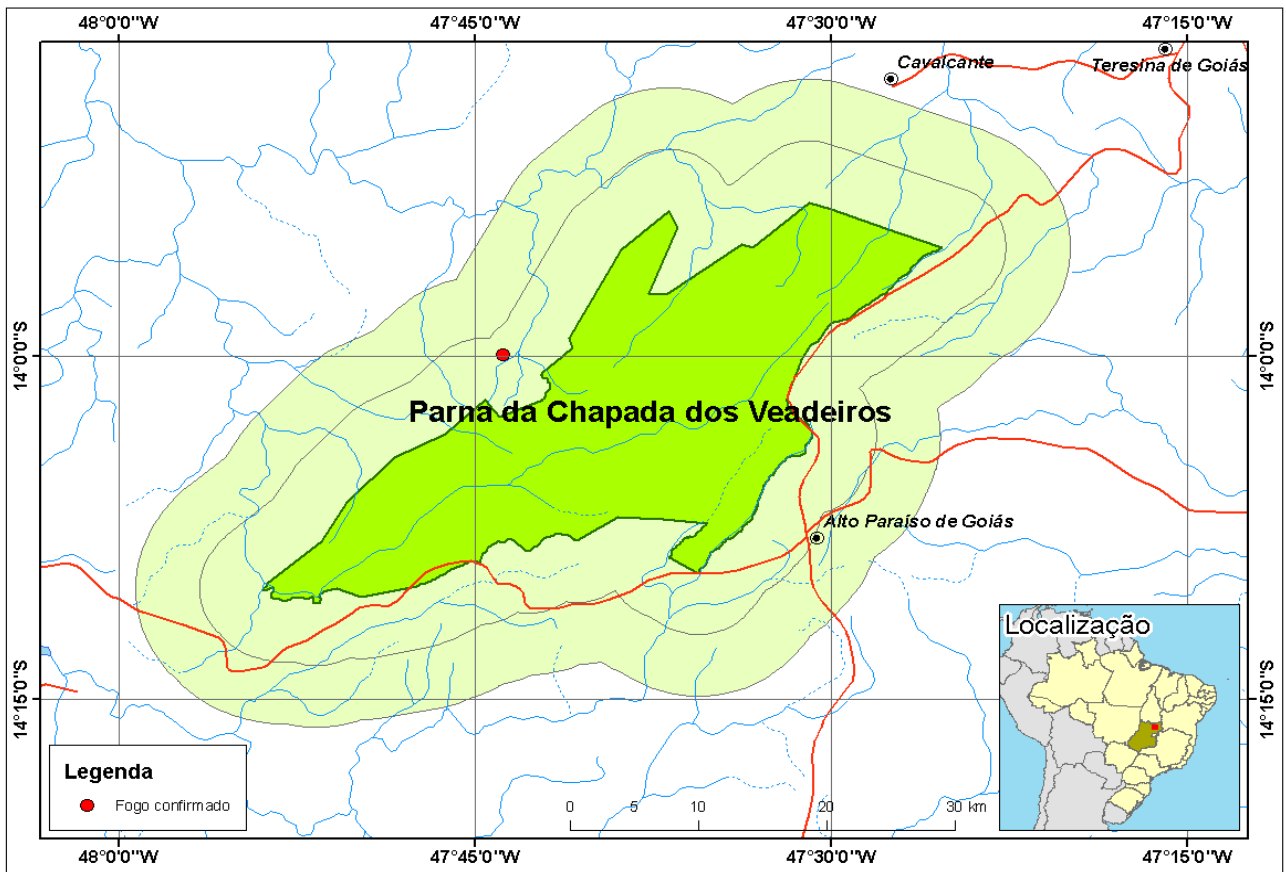 48°0'0"W 47°45'0"W 47°30'0"W 47°15'0"W
Cavalcante
Teresina de Goiás
14°0'0"S 14°0'0"S
Parna da Chapada dos Veadeiros
Alto Paraíso de Goiás
Localização
14°15'0"S 14°15'0"S
Legenda
Fogo confirmado
0 5 10 20 30 km
48°0'0"W 47°45'0"W 47°30'0"W 47°15'0"W